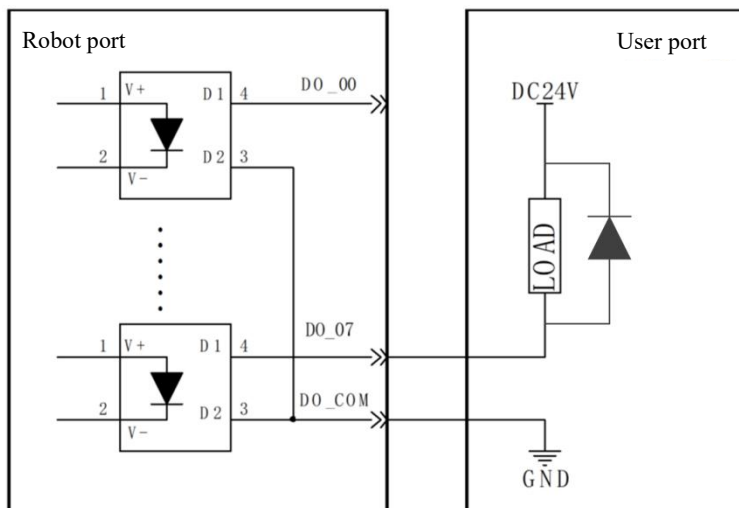 Robot port
User port
DO_00
1 V+ D1 4
DC24V
2 D2 3
V-
LOAD
DO_07
1 V+ D1 4
DO_COM
2 D2 3
V-
GND